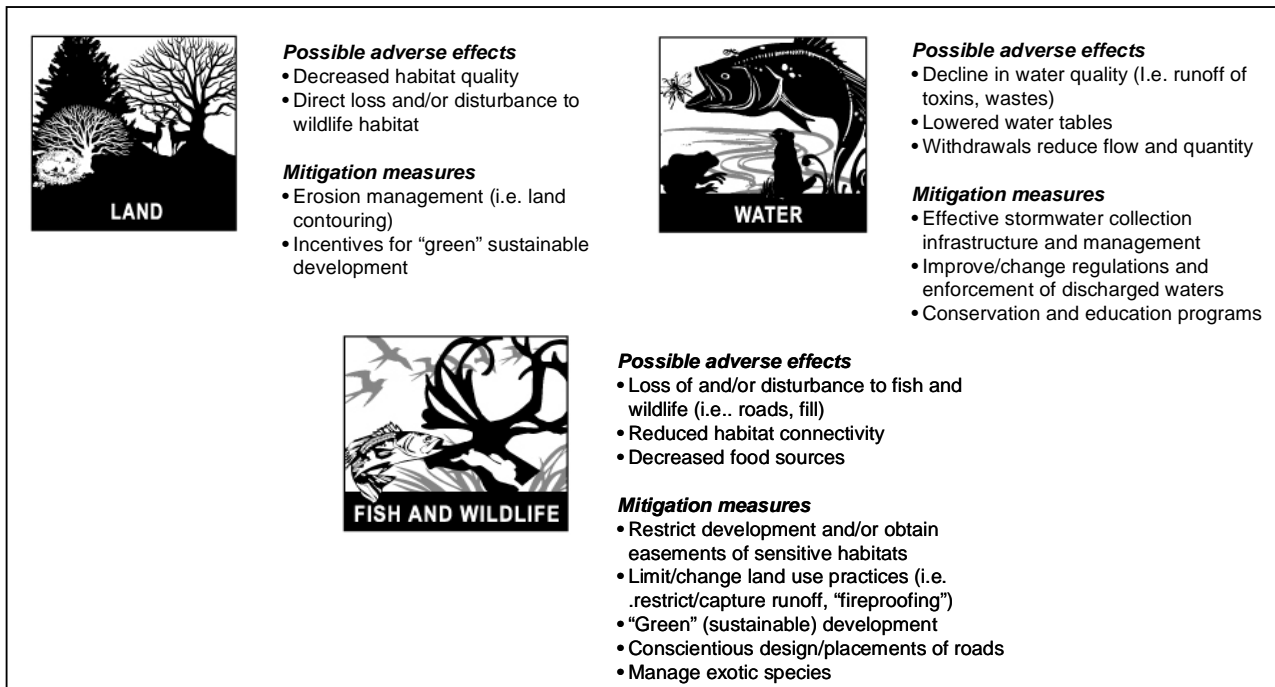 LAND
Possible adverse effects
• Decreased habitat quality
• Direct loss and/or disturbance to
wildlife habitat
Mitigation measures
• Erosion management (i.e. land
contouring)
• Incentives for “green” sustainable
development
WATER
Possible adverse effects
• Decline in water quality (I.e. runoff of
toxins, wastes)
• Lowered water tables
• Withdrawals reduce flow and quantity
Mitigation measures
• Effective stormwater collection
infrastructure and management
• Improve/change regulations and
enforcement of discharged waters
• Conservation and education programs
FISH AND WILDLIFE
Possible adverse effects
• Loss of and/or disturbance to fish and
wildlife (i.e.. roads, fill)
• Reduced habitat connectivity
• Decreased food sources
Mitigation measures
• Restrict development and/or obtain
easements of sensitive habitats
• Limit/change land use practices (i.e.
.restrict/capture runoff, “fireproofing”)
• “Green” (sustainable) development
• Conscientious design/placements of roads
• Manage exotic species